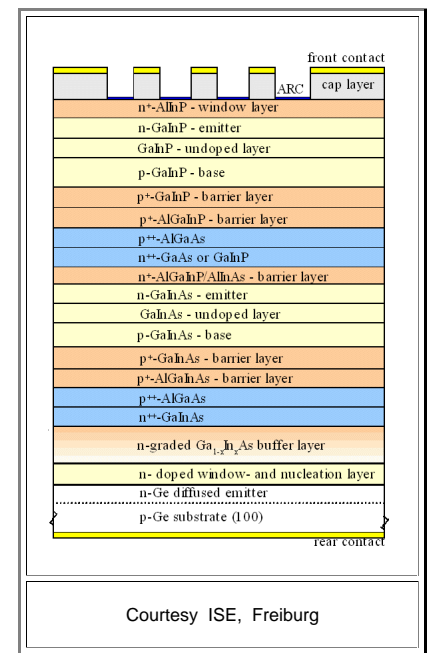 front contact
ARC
cap layer
n⁺-AlInP - window layer
n-GaInP - emitter
GaInP - undoped layer
p-GaInP - base
p⁺-GaInP - barrier layer
p⁺-AlGaInP - barrier layer
p⁺⁺-AlGaAs
n⁺⁺-GaAs or GaInP
n⁺-AlGaInP/AlInAs - barrier layer
n-GaInAs - emitter
GaInAs - undoped layer
p-GaInAs - base
p⁺-GaInAs - barrier layer
p⁺-AlGaInAs - barrier layer
p⁺⁺-AlGaAs
n⁺⁺-GaInAs
n-graded Ga₁₋ₓInₓAs buffer layer
n- doped window- and nucleation layer
n-Ge diffused emitter
p-Ge substrate (100)
rear contact
Courtesy ISE, Freiburg